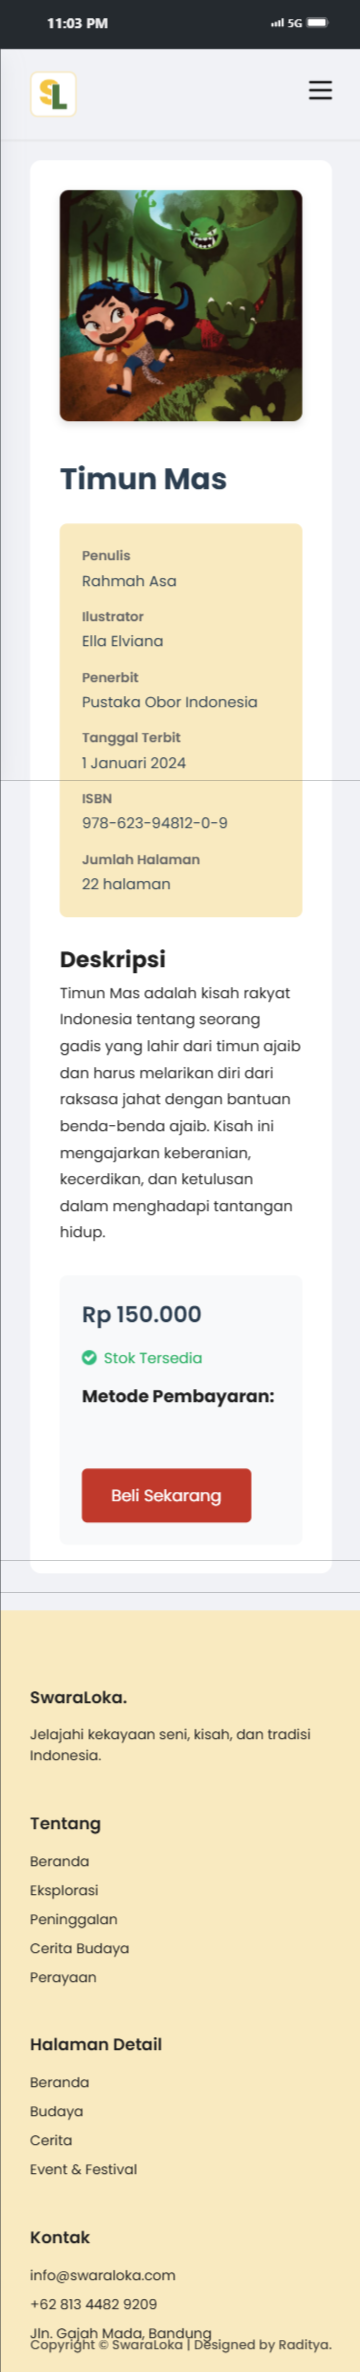 11:03 PM
5G
SL
Timun Mas
Penulis
Rahmah Asa
Ilustrator
Ella Elviana
Penerbit
Pustaka Obor Indonesia
Tanggal Terbit
1 Januari 2024
ISBN
978-623-94812-0-9
Jumlah Halaman
22 halaman
Deskripsi
Timun Mas adalah kisah rakyat
Indonesia tentang seorang
gadis yang lahir dari timun ajaib
dan harus melarikan diri dari
raksasa jahat dengan bantuan
benda-benda ajaib. Kisah ini
mengajarkan keberanian,
kecerdikan, dan ketulusan
dalam menghadapi tantangan
hidup.
Rp 150.000
Stok Tersedia
Metode Pembayaran:
Beli Sekarang
SwaraLoka.
Jelajahi kekayaan seni, kisah, dan tradisi
Indonesia.
Tentang
Beranda
Eksplorasi
Peninggalan
Cerita Budaya
Perayaan
Halaman Detail
Beranda
Budaya
Cerita
Event & Festival
Kontak
info@swaraloka.com
+62 813 4482 9209
Jln. Gajah Mada, Bandung
Copyright © SwaraLoka | Designed by Raditya.